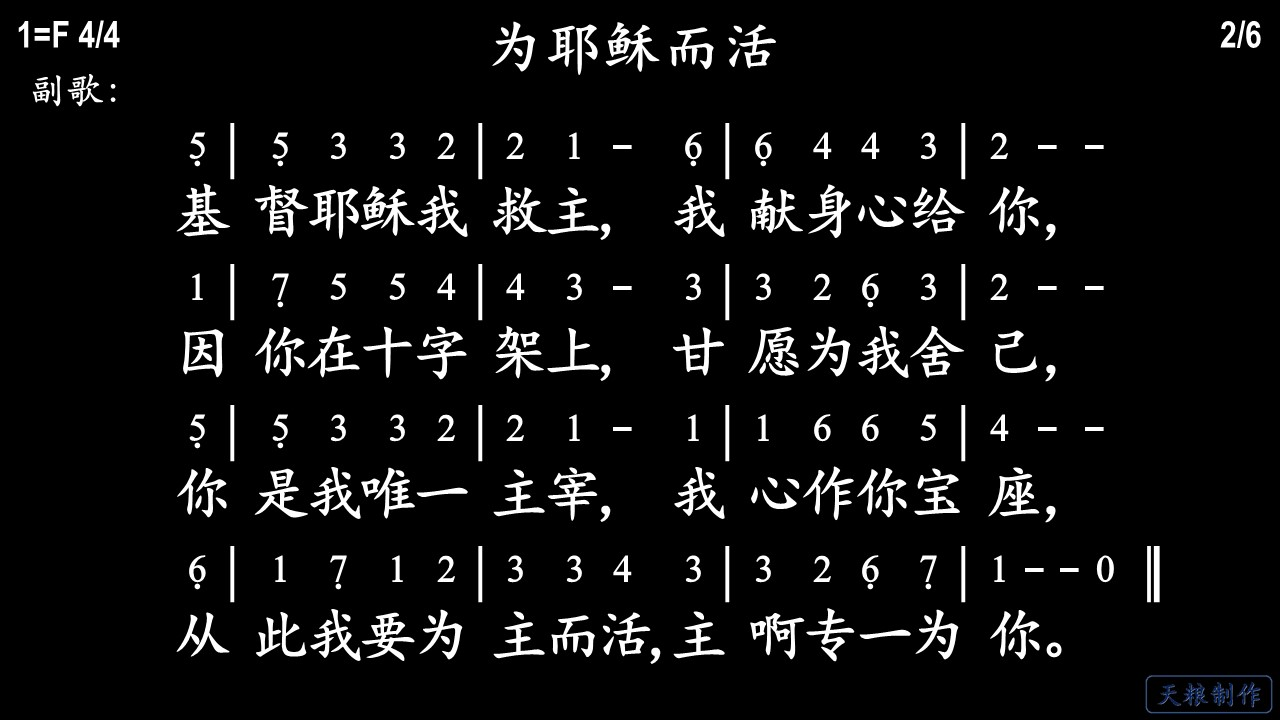 1=F 4/4
为耶稣而活
2/6
副歌：
5̣ | 5̣ 3 3 2 | 2 1 – 6̣ | 6̣ 4 4 3 | 2 – –
基 督耶稣我 救主, 我 献身心给 你,
1 | 7̣ 5 5 4 | 4 3 – 3 | 3 2 6̣ 3 | 2 – –
因 你在十字 架上, 甘 愿为我舍 己,
5̣ | 5̣ 3 3 2 | 2 1 – 1 | 1 6 6 5 | 4 – –
你 是我唯一 主宰, 我 心作你宝 座,
6̣ | 1 7̣ 1 2 | 3 3 4 3 | 3 2 6̣ 7̣ | 1 – – 0 ‖
从 此我要为 主而活,主 啊专一为 你。
天粮制作